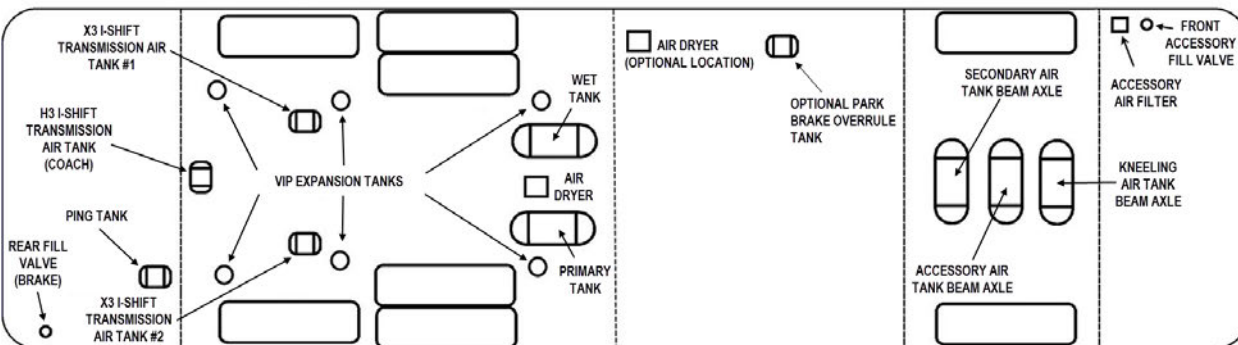 X3 I-SHIFT
TRANSMISSION AIR
TANK #1
H3 I-SHIFT
TRANSMISSION
AIR TANK
(COACH)
PING TANK
REAR FILL
VALVE
(BRAKE)
X3 I-SHIFT
TRANSMISSION
AIR TANK #2
VIP EXPANSION TANKS
WET
TANK
AIR
DRYER
PRIMARY
TANK
AIR DRYER
(OPTIONAL LOCATION)
OPTIONAL PARK
BRAKE OVERRULE
TANK
SECONDARY AIR
TANK BEAM AXLE
ACCESSORY AIR
TANK BEAM AXLE
FRONT
ACCESSORY
FILL VALVE
ACCESSORY
AIR FILTER
KNEELING
AIR TANK
BEAM AXLE